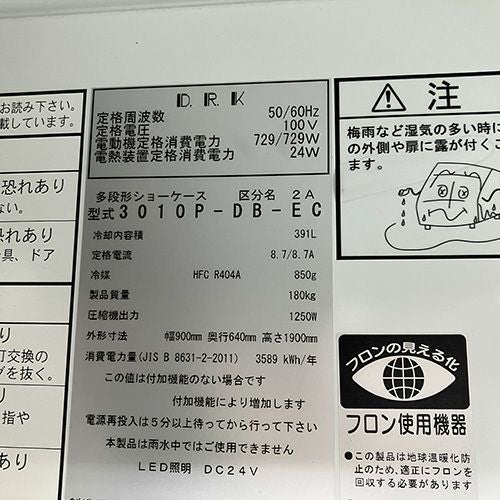 お読み下さい。
載しています。
恐れあり
ない。
恐れあり
具、ドア
り
灯交換の
グを抜く。
り
指や
あり
D.R.K
定格周波数 50/60Hz
定格電圧 100V
電動機定格消費電力 729/729W
電熱装置定格消費電力 24W
多段形ショーケース 区分名 2A
型式 3010P-DB-EC
冷却内容積 391L
定格電流 8.7/8.7A
冷媒 HFC R404A 850g
製品質量 180kg
圧縮機出力 1250W
外形寸法 幅900mm 奥行640mm 高さ1900mm
消費電力量(JIS B 8631-2-2011) 3589 kWh/年
この値は付加機能のない場合です
付加機能により増加します
電源再投入は5分以上待ってから行って下さい
本製品は雨水中ではご使用できません
LED照明 DC24V
注
梅雨など湿気の多い時に
の外側や扉に露が付くこ
ます。
フロンの見える化
フロン使用機器
●この製品は地球温暖化防
止のため、適正にフロンを
回収する必要があります。